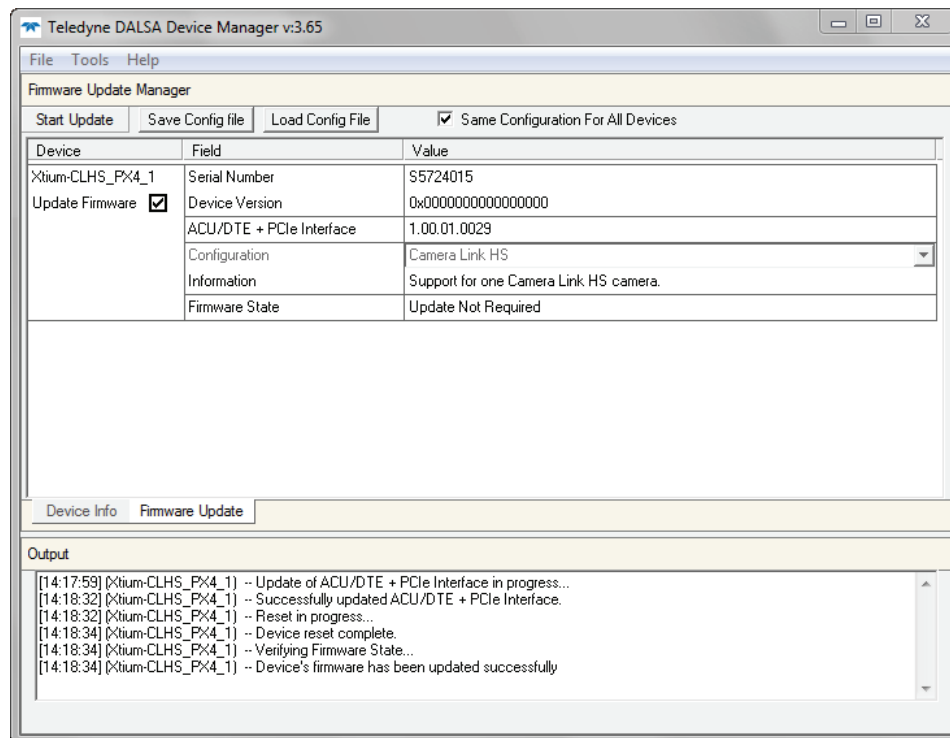 Teledyne DALSA Device Manager v:3.65
File Tools Help
Firmware Update Manager
Start Update Save Config file Load Config File Same Configuration For All Devices
Device Field Value
Xtium-CLHS_PX4_1 Serial Number S5724015
Update Firmware Device Version 0x0000000000000000
ACU/DTE + PCIe Interface 1.00.01.0029
Configuration Camera Link HS
Information Support for one Camera Link HS camera.
Firmware State Update Not Required
Device Info Firmware Update
Output
[14:17:59] (Xtium-CLHS_PX4_1) -- Update of ACU/DTE + PCIe Interface in progress...
[14:18:32] (Xtium-CLHS_PX4_1) -- Successfully updated ACU/DTE + PCIe Interface.
[14:18:32] (Xtium-CLHS_PX4_1) -- Reset in progress...
[14:18:34] (Xtium-CLHS_PX4_1) -- Device reset complete.
[14:18:34] (Xtium-CLHS_PX4_1) -- Verifying Firmware State...
[14:18:34] (Xtium-CLHS_PX4_1) -- Device's firmware has been updated successfully